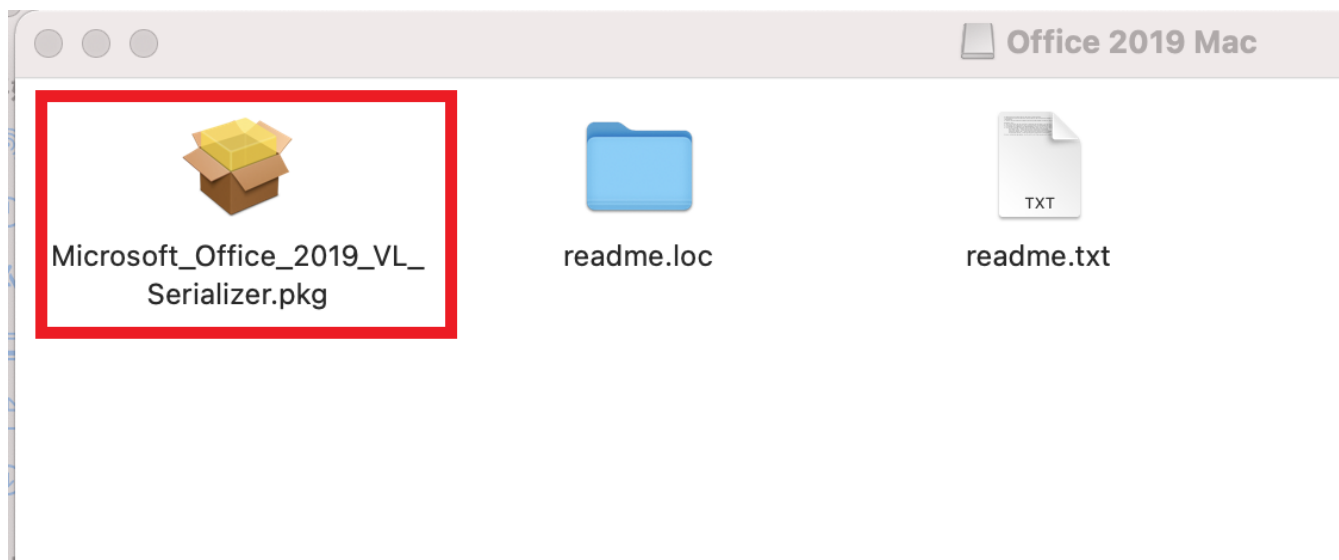 Office 2019 Mac
Microsoft_Office_2019_VL_
Serializer.pkg
readme.loc
TXT
readme.txt